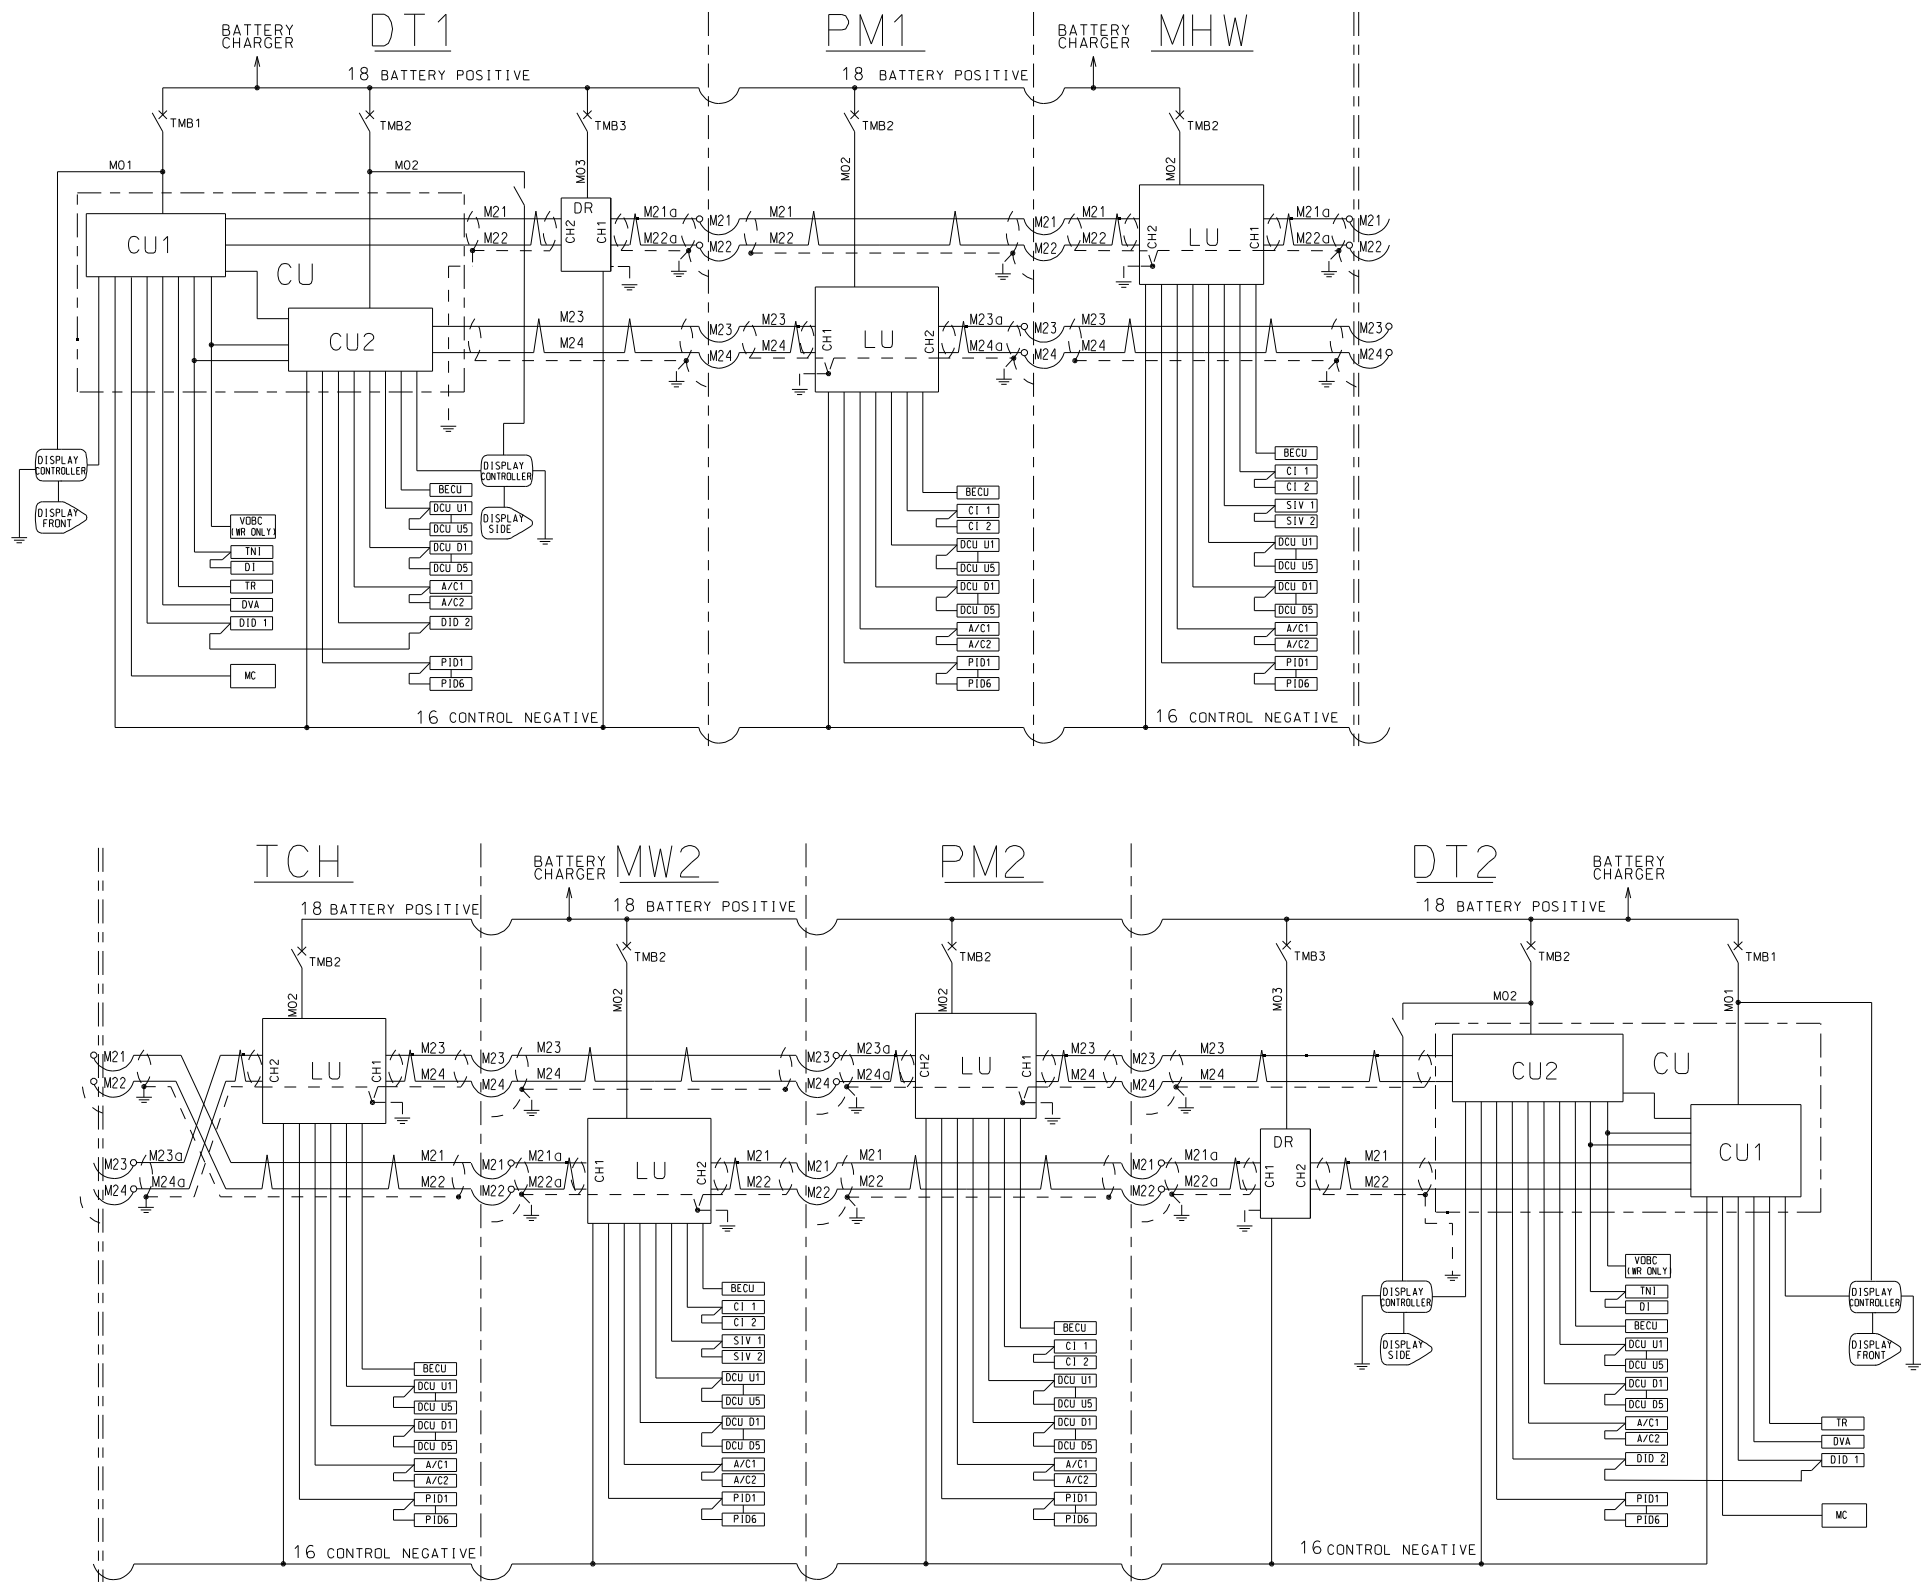 DT1
PM1
MHW
BATTERY
CHARGER
BATTERY
CHARGER
18 BATTERY POSITIVE
18 BATTERY POSITIVE
TMB1
TMB2
TMB3
TMB2
TMB2
M01
M02
M03
M02
M02
DR
M21
M21a
M21
M21
M21
M21
M21a
M21
CU1
CH2
CH1
LU
CH2
CH1
M22
M22a
M22
M22
M22
M22
M22a
M22
CU
M23
M23
M23
M23a
M23
M23
M23
CU2
CH1
LU
CH2
M24
M24
M24
M24a
M24
M24
M24
DISPLAY
CONTROLLER
DISPLAY
FRONT
VOBC
(WR ONLY)
TNI
DI
TR
DVA
DID 1
MC
BECU
DCU U1
DCU U5
DCU D1
DCU D5
A/C1
A/C2
DID 2
PID1
PID6
DISPLAY
CONTROLLER
DISPLAY
SIDE
BECU
CI 1
CI 2
DCU U1
DCU U5
DCU D1
DCU D5
A/C1
A/C2
PID1
PID6
BECU
CI 1
CI 2
SIV 1
SIV 2
DCU U1
DCU U5
DCU D1
DCU D5
A/C1
A/C2
PID1
PID6
16 CONTROL NEGATIVE
16 CONTROL NEGATIVE
TCH
MW2
PM2
DT2
BATTERY
CHARGER
BATTERY
CHARGER
18 BATTERY POSITIVE
18 BATTERY POSITIVE
18 BATTERY POSITIVE
TMB2
TMB2
TMB2
TMB3
TMB2
TMB1
M02
M02
M02
M03
M02
M01
M21
M23
M23
M23
M23
M23a
M23
M23
M23
CH2
LU
CH1
CH2
LU
CH1
CU2
CU
M22
M24
M24
M24
M24
M24a
M24
M24
M24
DR
M23
M23a
M21
M21
M21a
M21
M21
M21
M21
M21a
M21
CH1
LU
CH2
CH1
CH2
CU1
M24
M24a
M22
M22
M22a
M22
M22
M22
M22
M22a
M22
BECU
DCU U1
DCU U5
DCU D1
DCU D5
A/C1
A/C2
PID1
PID6
BECU
CI 1
CI 2
SIV 1
SIV 2
DCU U1
DCU U5
DCU D1
DCU D5
A/C1
A/C2
PID1
PID6
BECU
CI 1
CI 2
DCU U1
DCU U5
DCU D1
DCU D5
A/C1
A/C2
PID1
PID6
DISPLAY
CONTROLLER
DISPLAY
SIDE
VOBC
(WR ONLY)
TNI
DI
BECU
DCU U1
DCU U5
DCU D1
DCU D5
A/C1
A/C2
DID 2
PID1
PID6
DISPLAY
CONTROLLER
DISPLAY
FRONT
TR
DVA
DID 1
MC
16 CONTROL NEGATIVE
16 CONTROL NEGATIVE